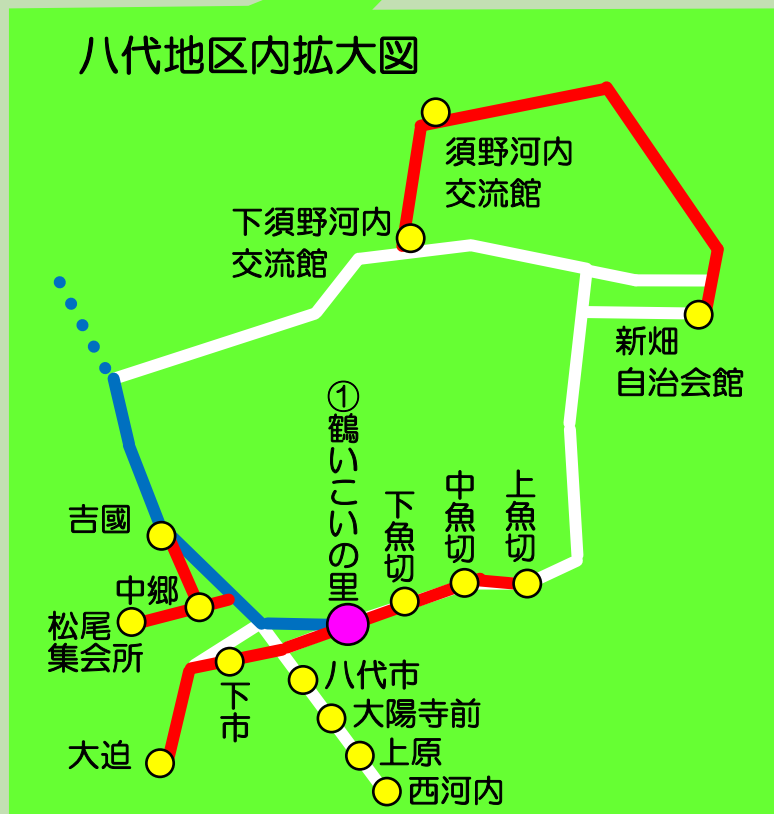 八代地区内拡大図
須野河内
交流館
下須野河内
交流館
新畑
自治会館
①鶴いこいの里
下魚切
中魚切
上魚切
吉國
中郷
松尾
集会所
下市
大迫
八代市
大陽寺前
上原
西河内